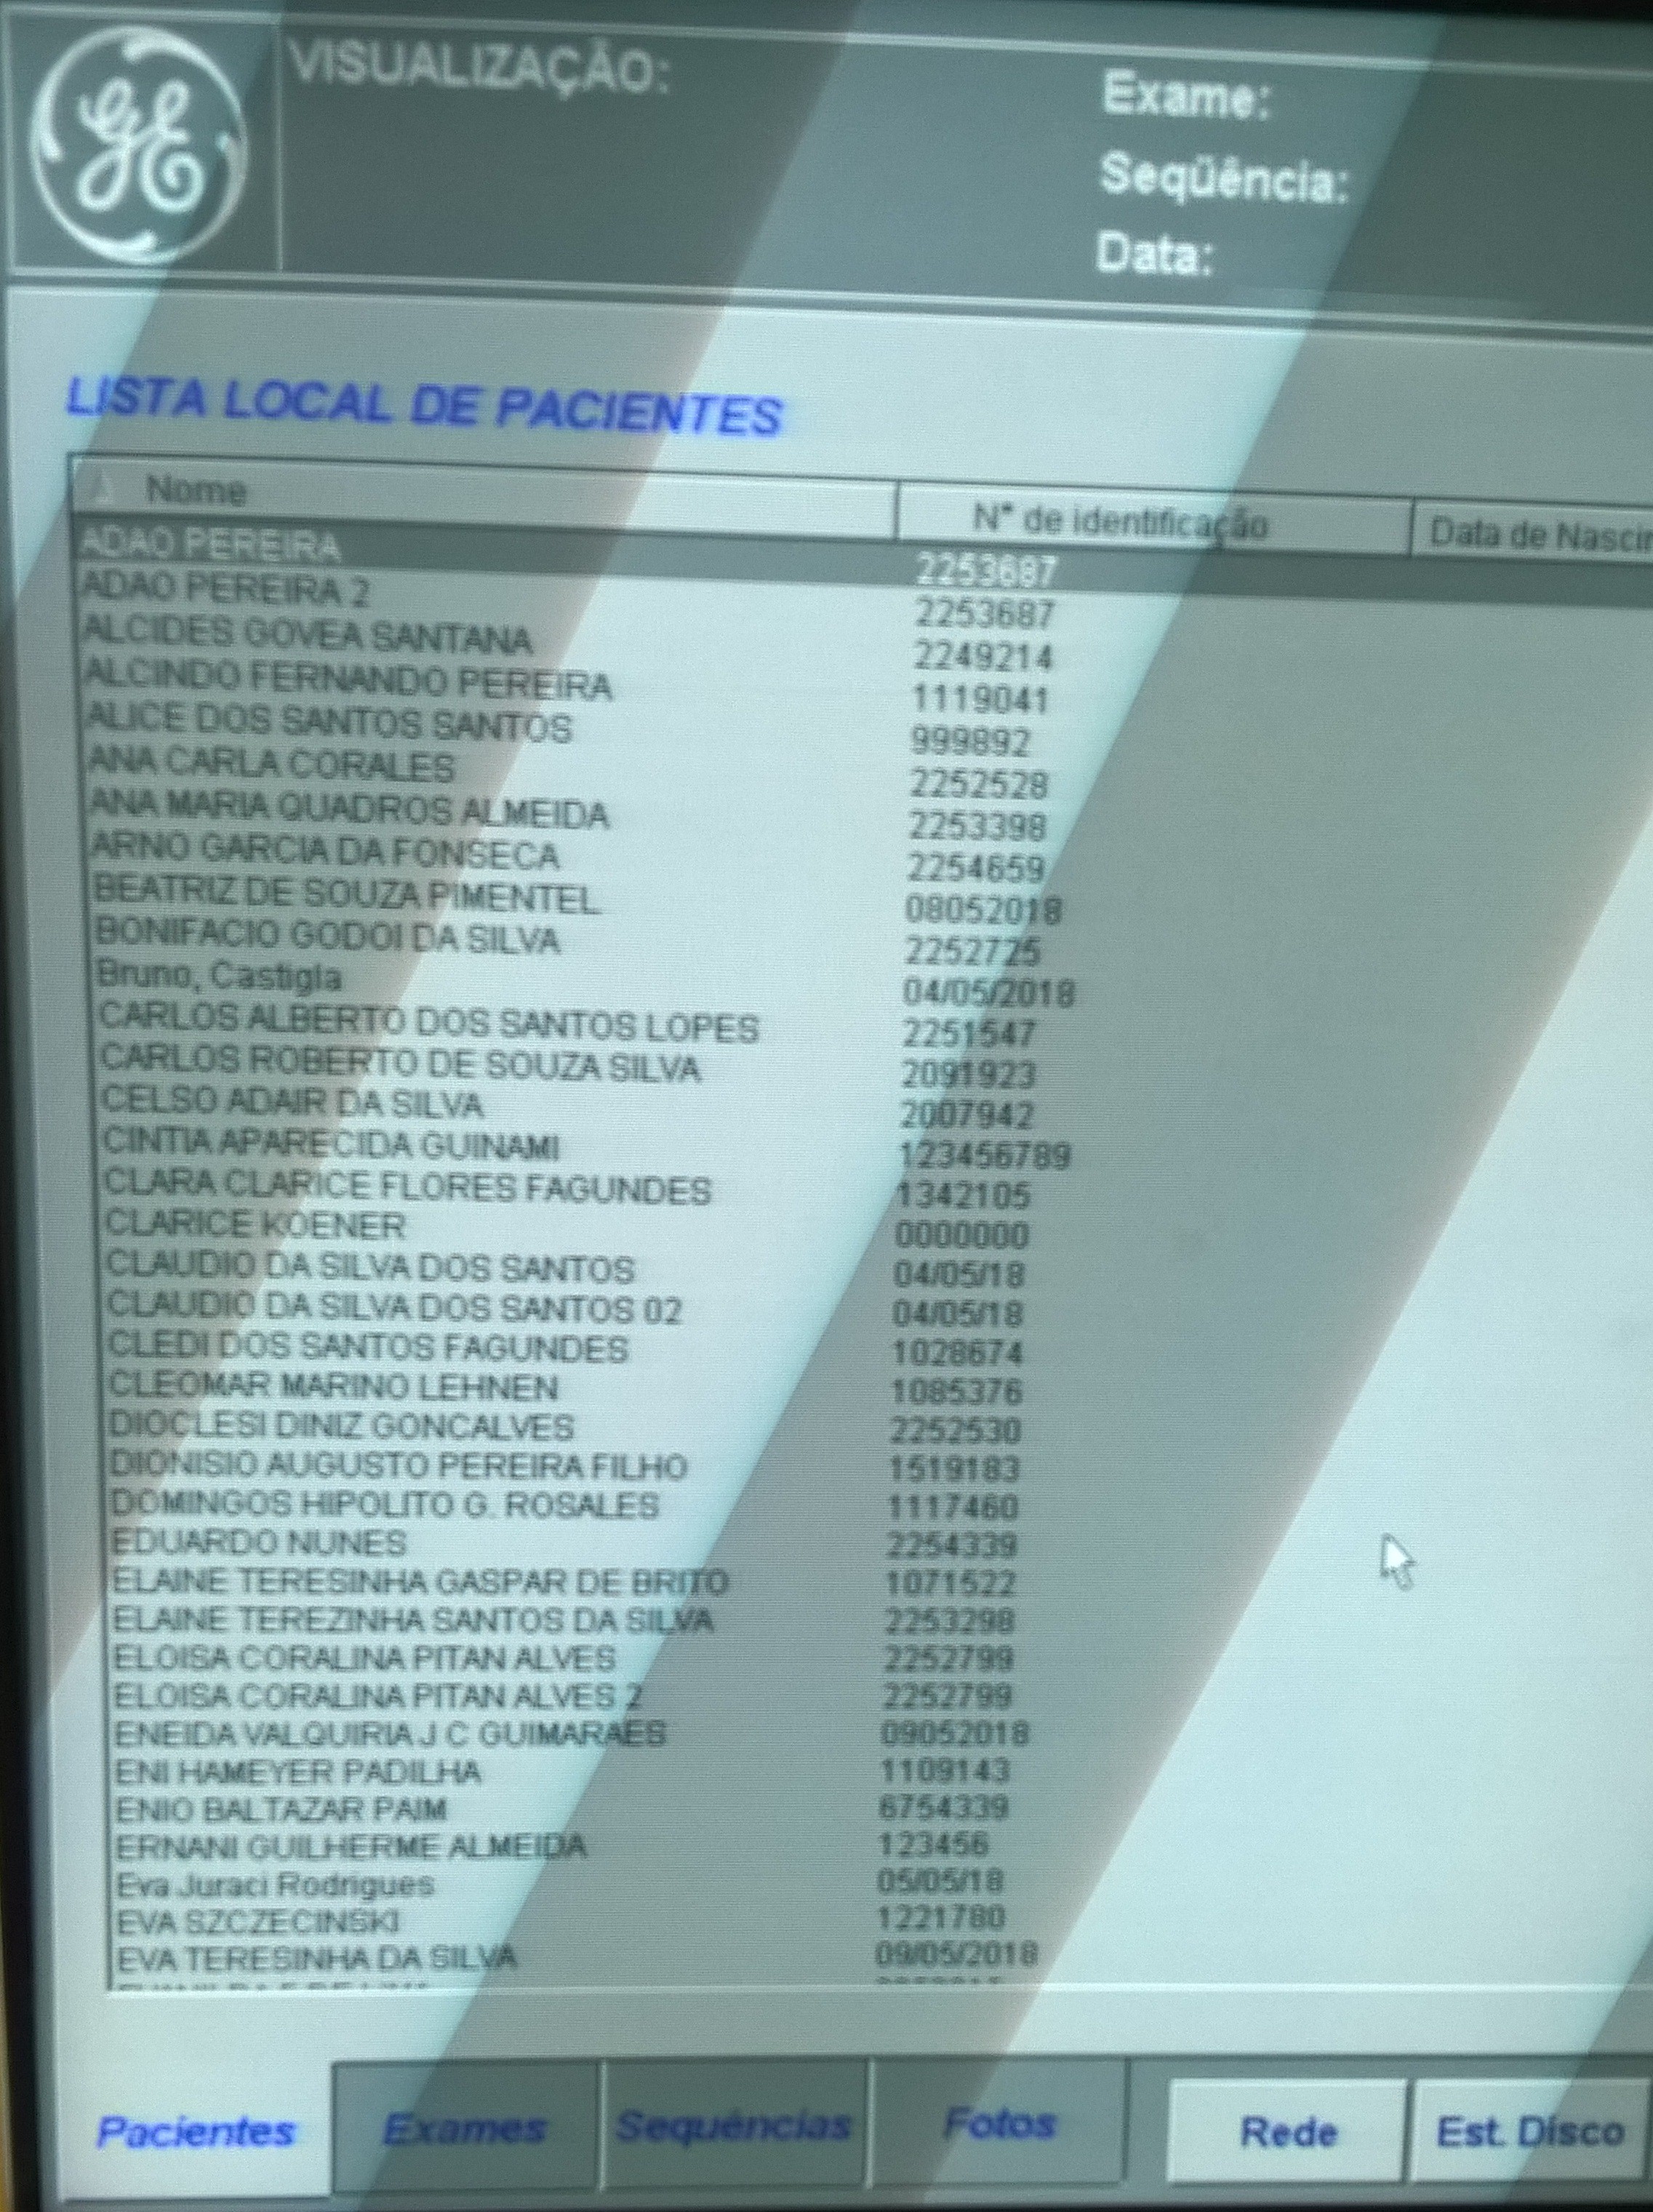 GE
VISUALIZAÇÃO:
Exame:
Seqüência:
Data:
LISTA LOCAL DE PACIENTES
Nome N° de identificação Data de Nascim
ADAO PEREIRA 2253687
ADAO PEREIRA 2 2253687
ALCIDES GOVEA SANTANA 2249214
ALCINDO FERNANDO PEREIRA 1119041
ALICE DOS SANTOS SANTOS 999892
ANA CARLA CORALES 2252528
ANA MARIA QUADROS ALMEIDA 2253398
ARNO GARCIA DA FONSECA 2254659
BEATRIZ DE SOUZA PIMENTEL 08052018
BONIFACIO GODOI DA SILVA 2252725
Bruno, Castigla 04/05/2018
CARLOS ALBERTO DOS SANTOS LOPES 2251547
CARLOS ROBERTO DE SOUZA SILVA 2091923
CELSO ADAIR DA SILVA 2007942
CINTIA APARECIDA GUINAMI 123456789
CLARA CLARICE FLORES FAGUNDES 1342105
CLARICE KOENER 0000000
CLAUDIO DA SILVA DOS SANTOS 04/05/18
CLAUDIO DA SILVA DOS SANTOS 02 04/05/18
CLEDI DOS SANTOS FAGUNDES 1028674
CLEOMAR MARINO LEHNEN 1085376
DIOCLESI DINIZ GONCALVES 2252530
DIONISIO AUGUSTO PEREIRA FILHO 1519183
DOMINGOS HIPOLITO G. ROSALES 1117460
EDUARDO NUNES 2254339
ELAINE TERESINHA GASPAR DE BRITO 1071522
ELAINE TEREZINHA SANTOS DA SILVA 2253298
ELOISA CORALINA PITAN ALVES 2252799
ELOISA CORALINA PITAN ALVES 2 2252799
ENEIDA VALQUIRIA J C GUIMARAES 09052018
ENI HAMEYER PADILHA 1109143
ENIO BALTAZAR PAIM 6754339
ERNANI GUILHERME ALMEIDA 123456
Eva Juraci Rodrigues 05/05/18
EVA SZCZECINSKI 1221780
EVA TERESINHA DA SILVA 09/05/2018
Pacientes Exames Sequências Fotos Rede Est. Disco